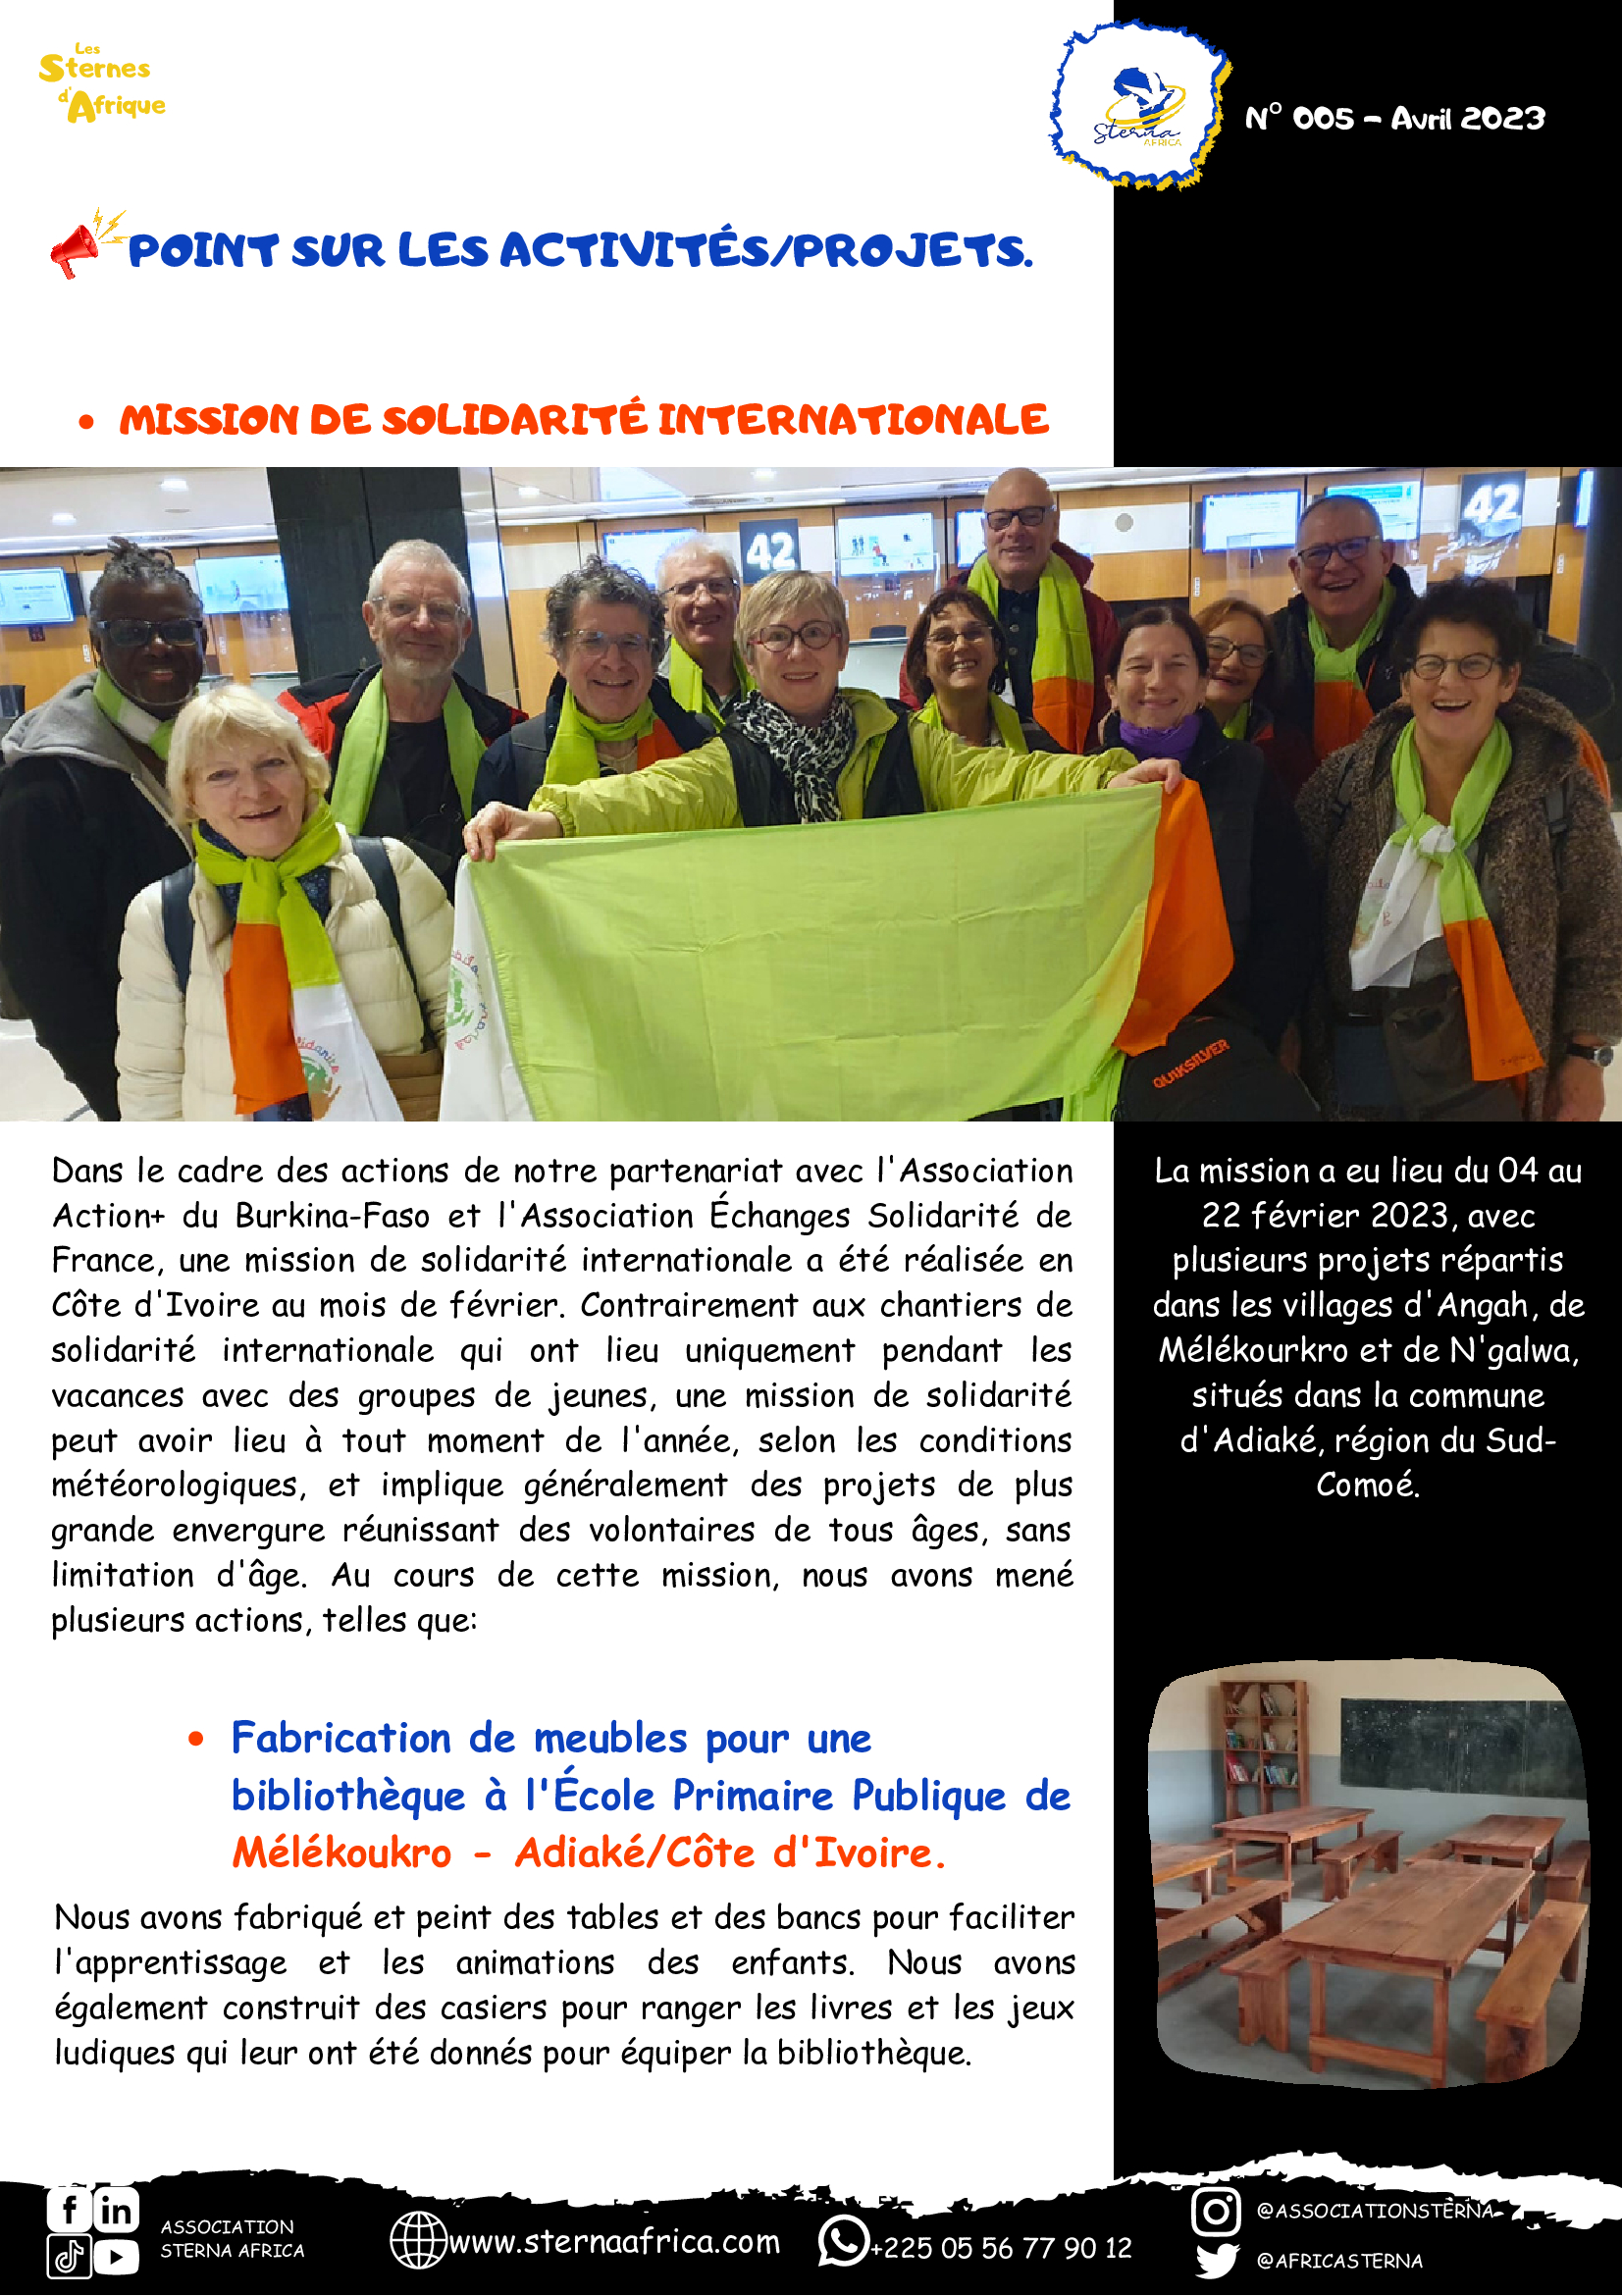 Les
Sternes
d'Afrique
Sterna
AFRICA
N° 005 - Avril 2023
POINT SUR LES ACTIVITÉS/PROJETS.
• MISSION DE SOLIDARITÉ INTERNATIONALE
42
42
QUIKSILVER
Dans le cadre des actions de notre partenariat avec l'Association
Action+ du Burkina-Faso et l'Association Échanges Solidarité de
France, une mission de solidarité internationale a été réalisée en
Côte d'Ivoire au mois de février. Contrairement aux chantiers de
solidarité internationale qui ont lieu uniquement pendant les
vacances avec des groupes de jeunes, une mission de solidarité
peut avoir lieu à tout moment de l'année, selon les conditions
météorologiques, et implique généralement des projets de plus
grande envergure réunissant des volontaires de tous âges, sans
limitation d'âge. Au cours de cette mission, nous avons mené
plusieurs actions, telles que:
La mission a eu lieu du 04 au
22 février 2023, avec
plusieurs projets répartis
dans les villages d'Angah, de
Mélékourkro et de N'galwa,
situés dans la commune
d'Adiaké, région du Sud-
Comoé.
• Fabrication de meubles pour une
bibliothèque à l'École Primaire Publique de
Mélékoukro - Adiaké/Côte d'Ivoire.
Nous avons fabriqué et peint des tables et des bancs pour faciliter
l'apprentissage et les animations des enfants. Nous avons
également construit des casiers pour ranger les livres et les jeux
ludiques qui leur ont été donnés pour équiper la bibliothèque.
ASSOCIATION
STERNA AFRICA
www.sternaafrica.com
+225 05 56 77 90 12
@ASSOCIATIONSTERNA
@AFRICASTERNA